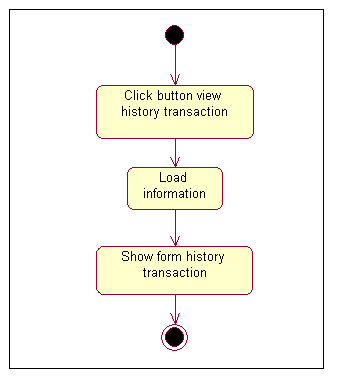 Click button view
history transaction
Load
information
Show form history
transaction